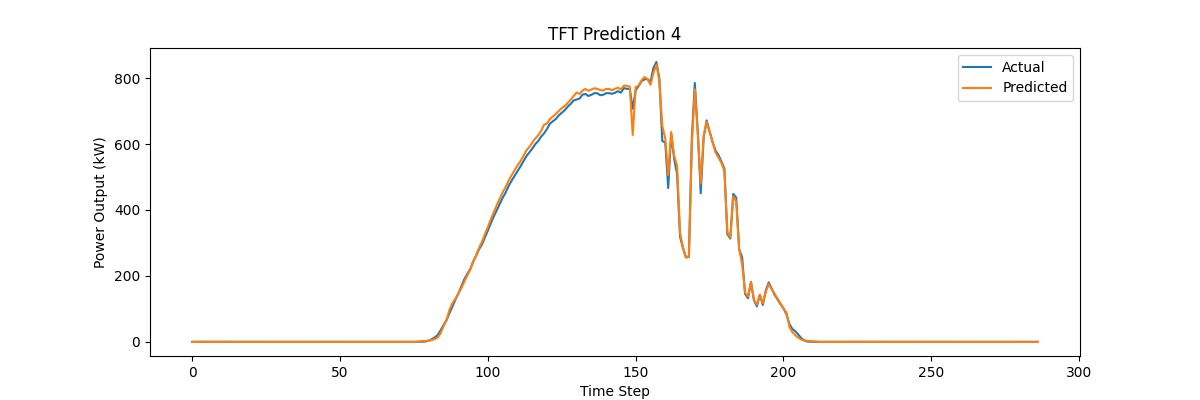 TFT Prediction 4
Actual
Predicted
Power Output (kW)
800
600
400
200
0
0 50 100 150 200 250 300
Time Step